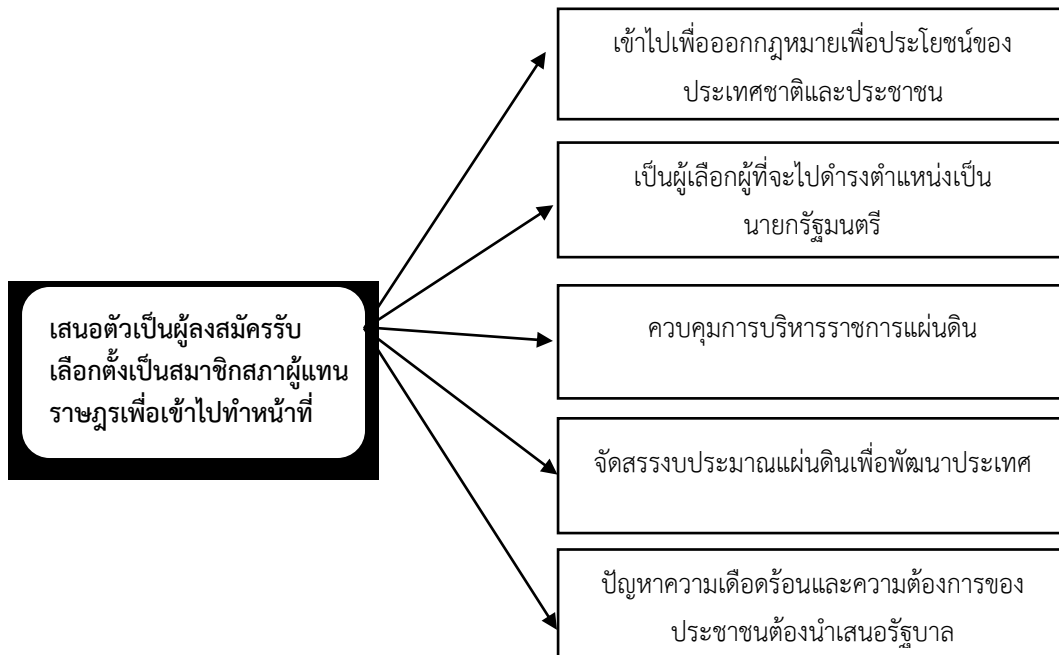 เข้าไปเพื่อออกกฎหมายเพื่อประโยชน์ของ
ประเทศชาติและประชาชน
เป็นผู้เลือกผู้ที่จะไปดำรงตำแหน่งเป็น
นายกรัฐมนตรี
เสนอตัวเป็นผู้ลงสมัครรับ
เลือกตั้งเป็นสมาชิกสภาผู้แทน
ราษฎรเพื่อเข้าไปทำหน้าที่
ควบคุมการบริหารราชการแผ่นดิน
จัดสรรงบประมาณแผ่นดินเพื่อพัฒนาประเทศ
ปัญหาความเดือดร้อนและความต้องการของ
ประชาชนต้องนำเสนอรัฐบาล